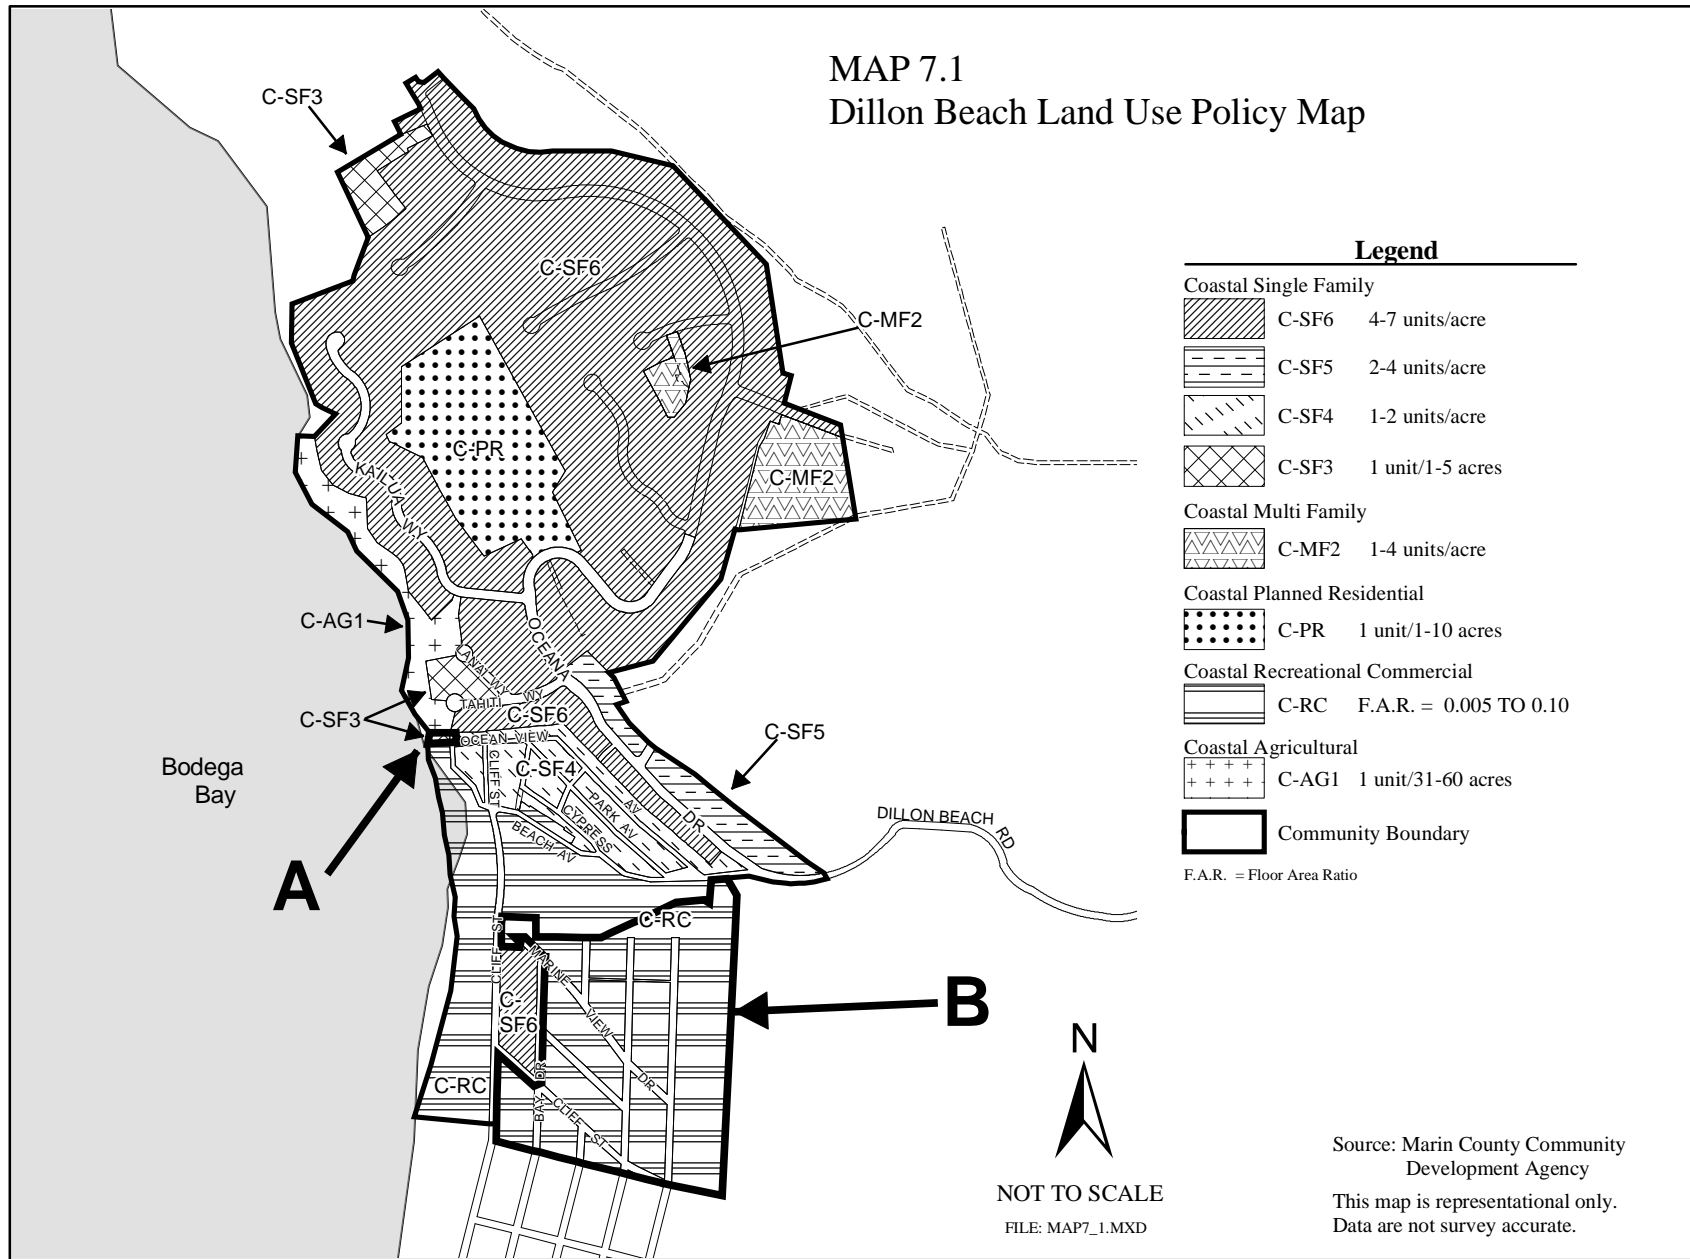 MAP 7.1
Dillon Beach Land Use Policy Map
C-SF3
C-SF6
C-MF2
C-PR
C-MF2
KAILUA WY
C-AG1
OCEANA
LANAI WY
TAHITI WY
C-SF3
C-SF6
OCEAN VIEW AV
C-SF5
CLIFF ST
C-SF4
PARK AV
CYPRESS
BEACH AV
DR
Bodega
Bay
DILLON BEACH RD
A
C-RC
CLIFF ST
MARINE VIEW DR
C-
SF6
B
C-RC
BAY DR
CLIFF ST
Legend
Coastal Single Family
C-SF6 4-7 units/acre
C-SF5 2-4 units/acre
C-SF4 1-2 units/acre
C-SF3 1 unit/1-5 acres
Coastal Multi Family
C-MF2 1-4 units/acre
Coastal Planned Residential
C-PR 1 unit/1-10 acres
Coastal Recreational Commercial
C-RC F.A.R. = 0.005 TO 0.10
Coastal Agricultural
C-AG1 1 unit/31-60 acres
Community Boundary
F.A.R. = Floor Area Ratio
N
NOT TO SCALE
FILE: MAP7_1.MXD
Source: Marin County Community
Development Agency
This map is representational only.
Data are not survey accurate.